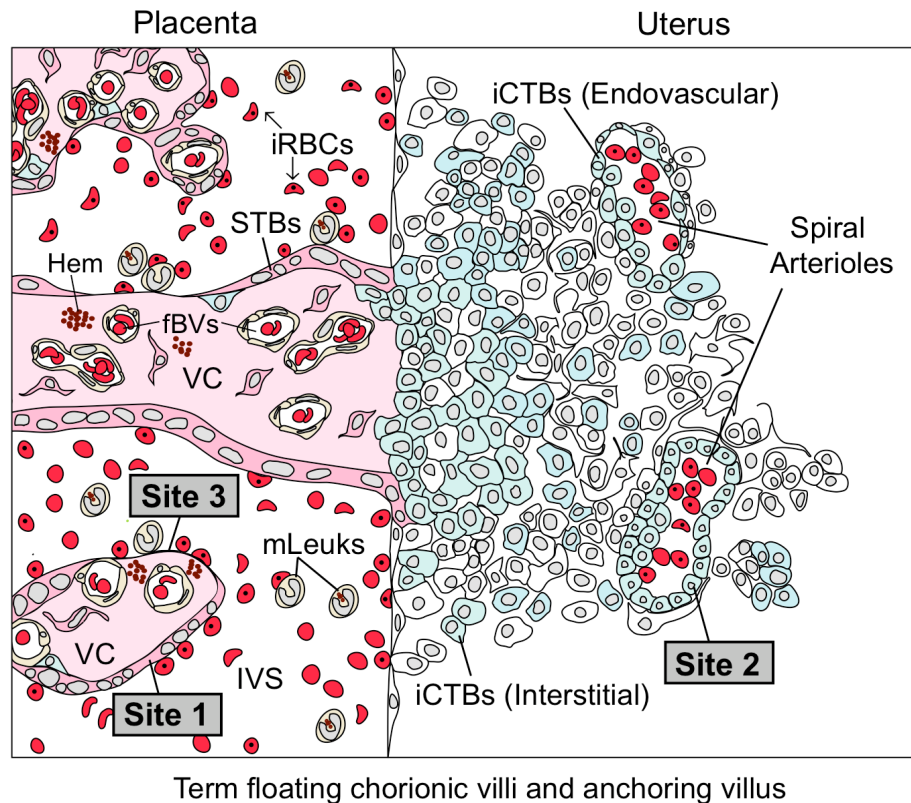 Placenta
Uterus
iCTBs (Endovascular)
iRBCs
STBs
Spiral
Arterioles
Hem
fBVs
VC
Site 3
mLeuks
VC
IVS
Site 2
iCTBs (Interstitial)
Site 1
Term floating chorionic villi and anchoring villus